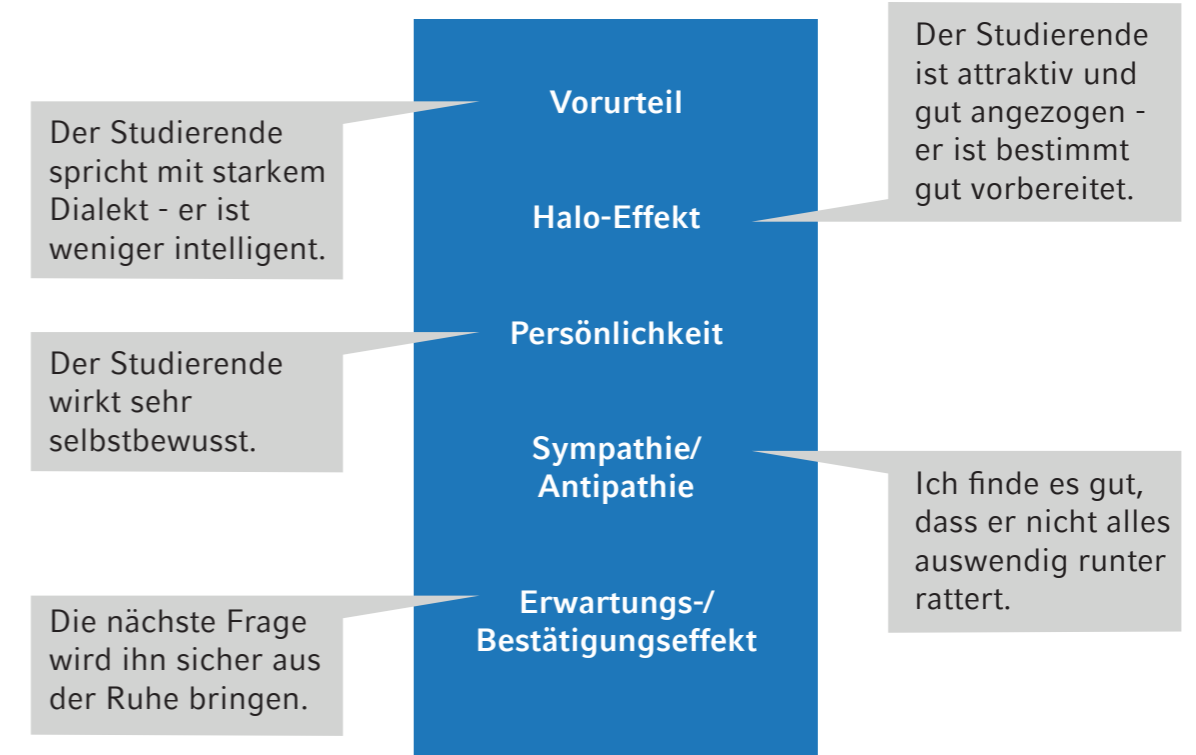 Vorurteil
Der Studierende
spricht mit starkem
Dialekt - er ist
weniger intelligent.
Halo-Effekt
Der Studierende
ist attraktiv und
gut angezogen -
er ist bestimmt
gut vorbereitet.
Persönlichkeit
Der Studierende
wirkt sehr
selbstbewusst.
Sympathie/
Antipathie
Ich finde es gut,
dass er nicht alles
auswendig runter
rattert.
Erwartungs-/
Bestätigungseffekt
Die nächste Frage
wird ihn sicher aus
der Ruhe bringen.